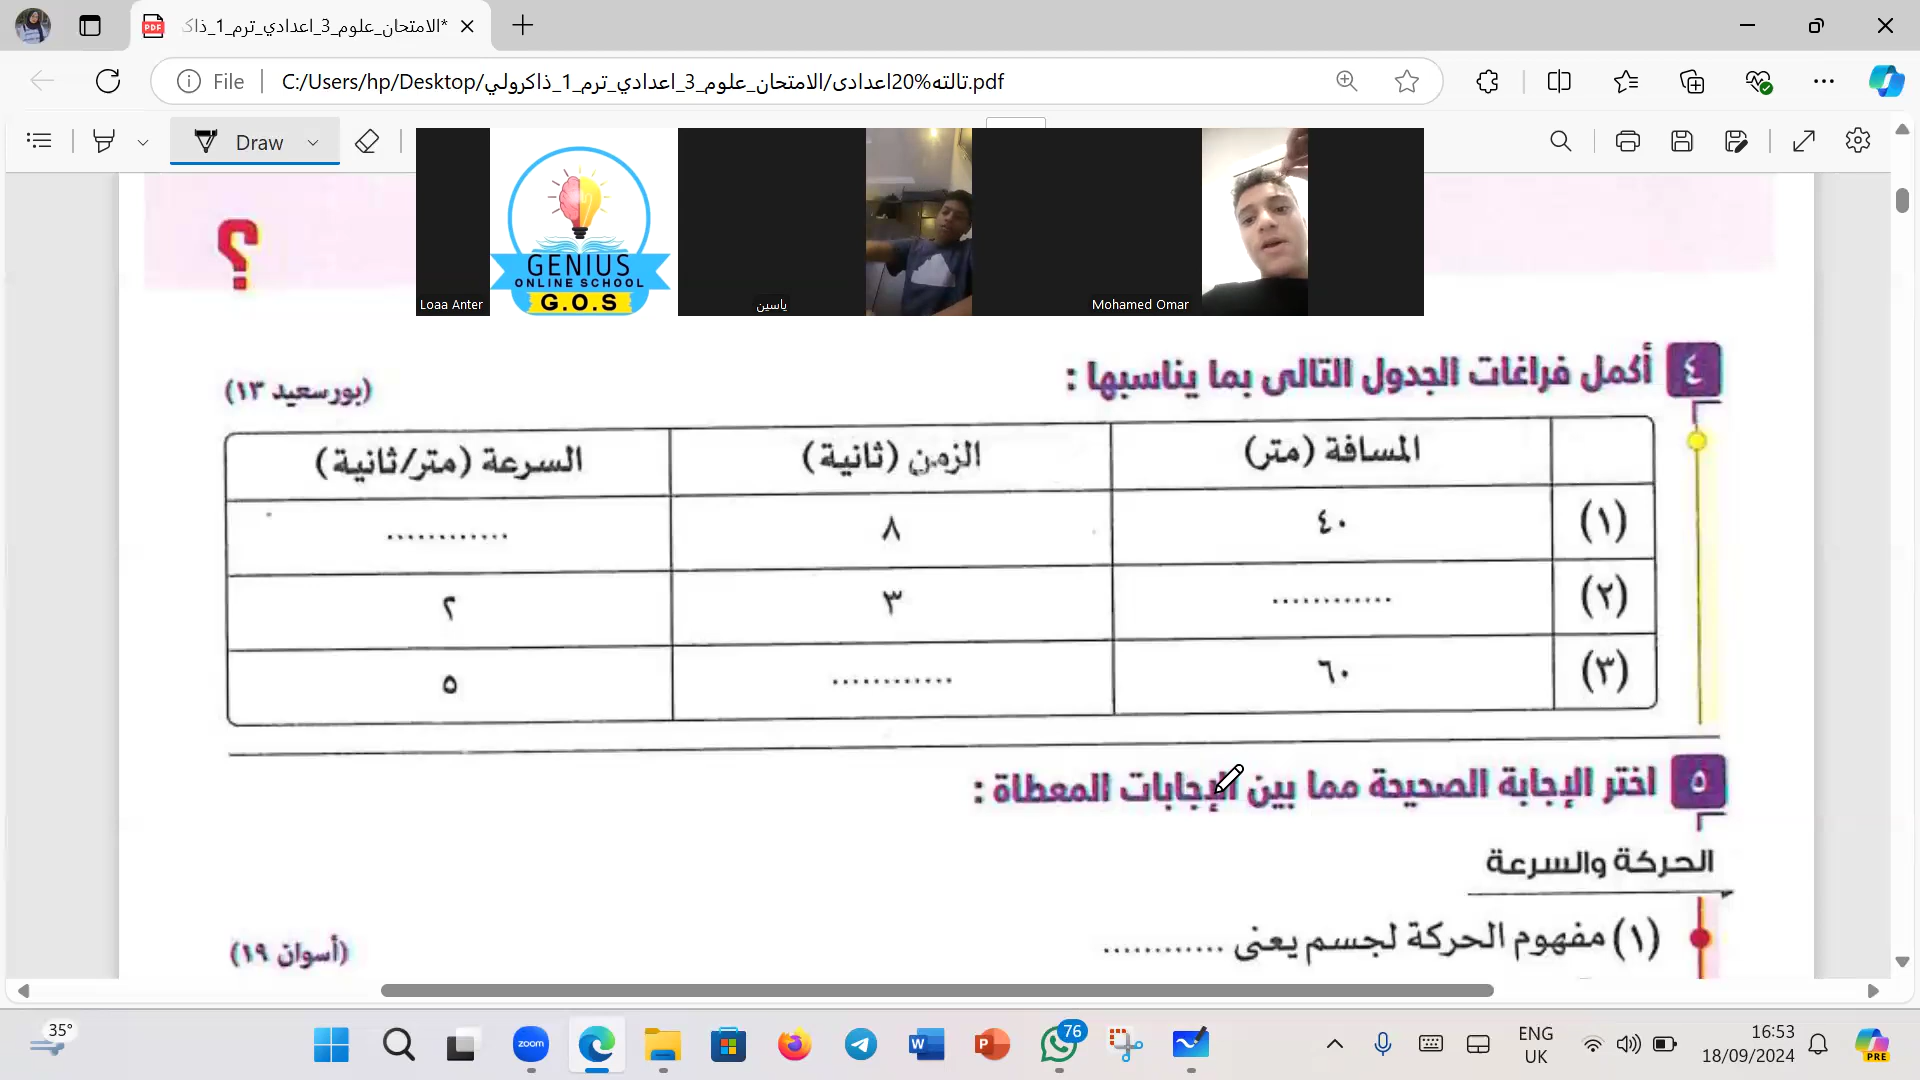 *الامتحان_علوم_3_اعدادي_ترم_1_ذاك
File
C:/Users/hp/Desktop/تالته%20اعدادى/الامتحان_علوم_3_اعدادي_ترم_1_ذاكرولي.pdf
Draw
؟
GENIUS
ONLINE SCHOOL
G.O.S
Loaa Anter
ياسين
Mohamed Omar
٤ أكمل فراغات الجدول التالى بما يناسبها :
(بورسعيد ١٣)
المسافة (متر) الزمن (ثانية) السرعة (متر/ثانية)
(١) ٤٠ ٨ ............
(٢) ............ ٣ ٢
(٣) ٦٠ ............ ٥
٥ اختر الإجابة الصحيحة مما بين الإجابات المعطاة :
الحركة والسرعة
(١) مفهوم الحركة لجسم يعنى ............
(أسوان ١٩)
35°
zoom
76
ENG
UK
16:53
18/09/2024
PRE